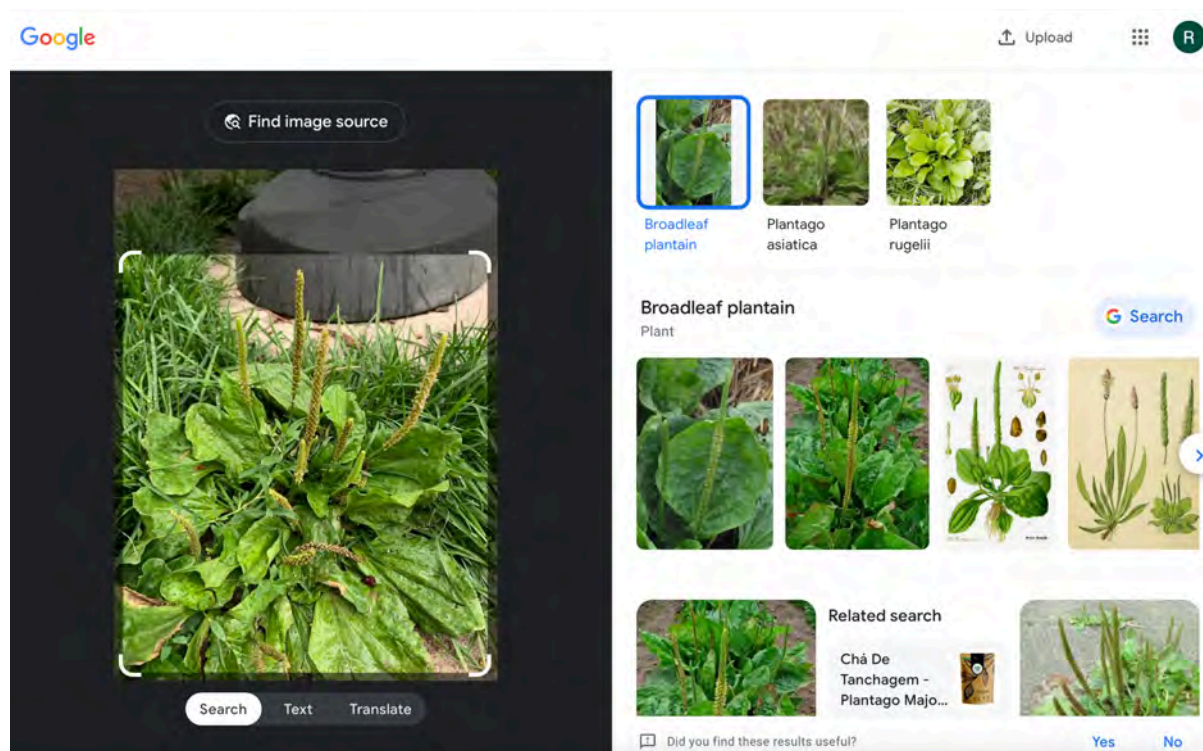 Google
Upload
R
Find image source
Broadleaf
plantain
Plantago
asiatica
Plantago
rugelii
Broadleaf plantain
Plant
Search
Related search
Chá De
Tanchagem -
Plantago Majo...
Search
Text
Translate
Did you find these results useful?
Yes
No